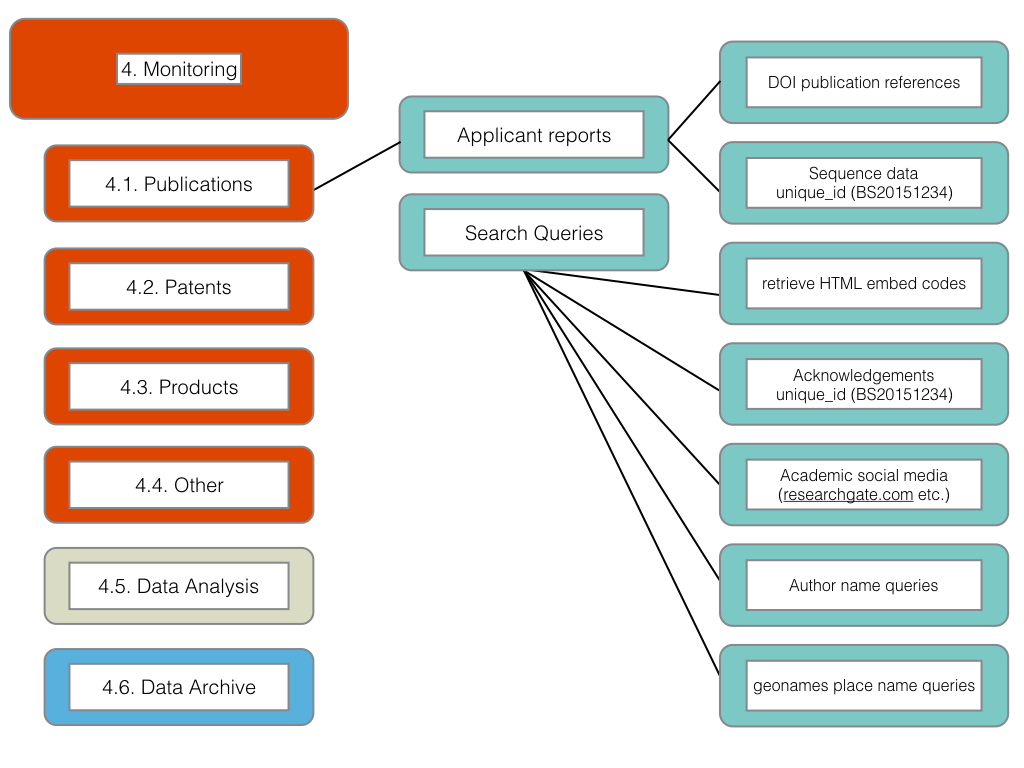 4. Monitoring
4.1. Publications
4.2. Patents
4.3. Products
4.4. Other
4.5. Data Analysis
4.6. Data Archive
Applicant reports
Search Queries
DOI publication references
Sequence data
unique_id (BS20151234)
retrieve HTML embed codes
Acknowledgements
unique_id (BS20151234)
Academic social media
(researchgate.com etc.)
Author name queries
geonames place name queries